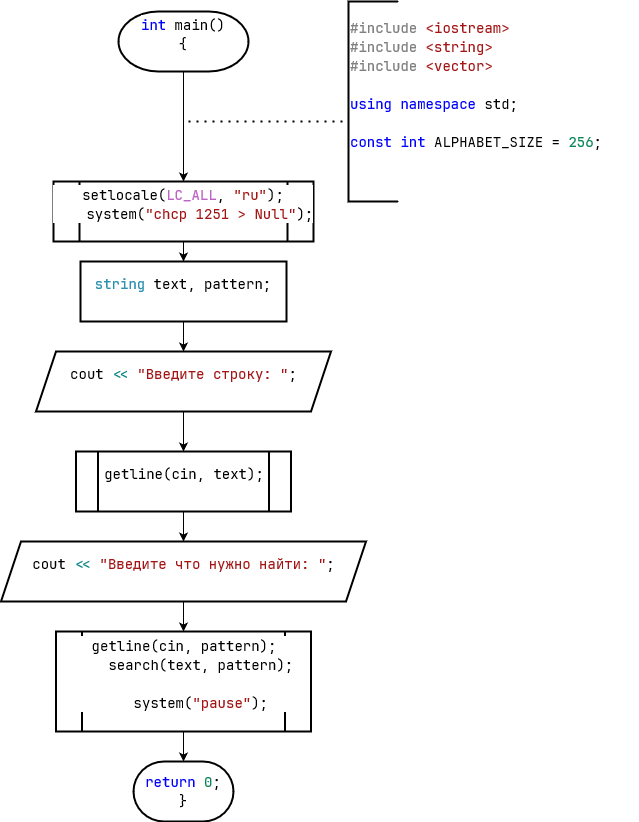 int main()
{
#include <iostream>
#include <string>
#include <vector>
using namespace std;
const int ALPHABET_SIZE = 256;
setlocale(LC_ALL, "ru");
system("chcp 1251 > Null");
string text, pattern;
cout << "Введите строку: ";
getline(cin, text);
cout << "Введите что нужно найти: ";
getline(cin, pattern);
search(text, pattern);
system("pause");
return 0;
}